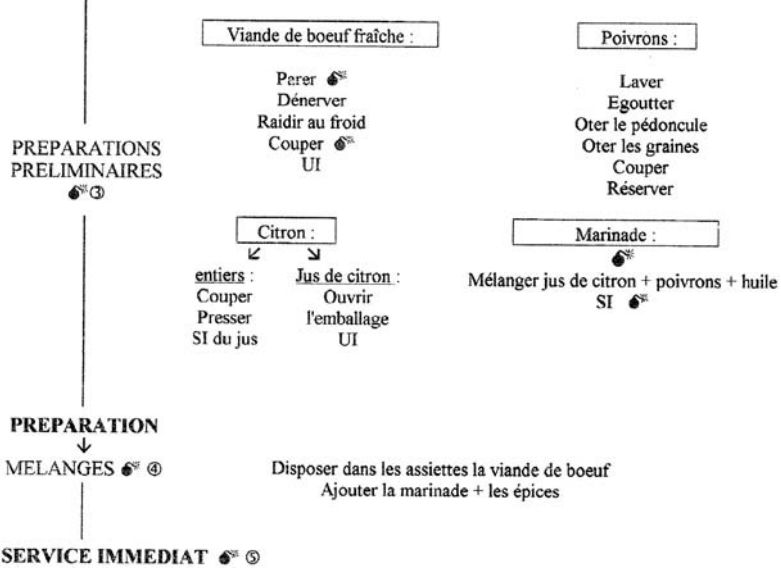 Viande de boeuf fraîche :
Parer 💣
Dénerver
Raidir au froid
Couper 💣
UI
Poivrons :
Laver
Egoutter
Oter le pédoncule
Oter les graines
Couper
Réserver
PREPARATIONS
PRELIMINAIRES
💣③
Citron :
↙ ↘
entiers :
Couper
Presser
SI du jus
Jus de citron :
Ouvrir
l'emballage
UI
Marinade :
💣
Mélanger jus de citron + poivrons + huile
SI 💣
PREPARATION
↓
MELANGES 💣 ④
Disposer dans les assiettes la viande de boeuf
Ajouter la marinade + les épices
SERVICE IMMEDIAT 💣 ⑤